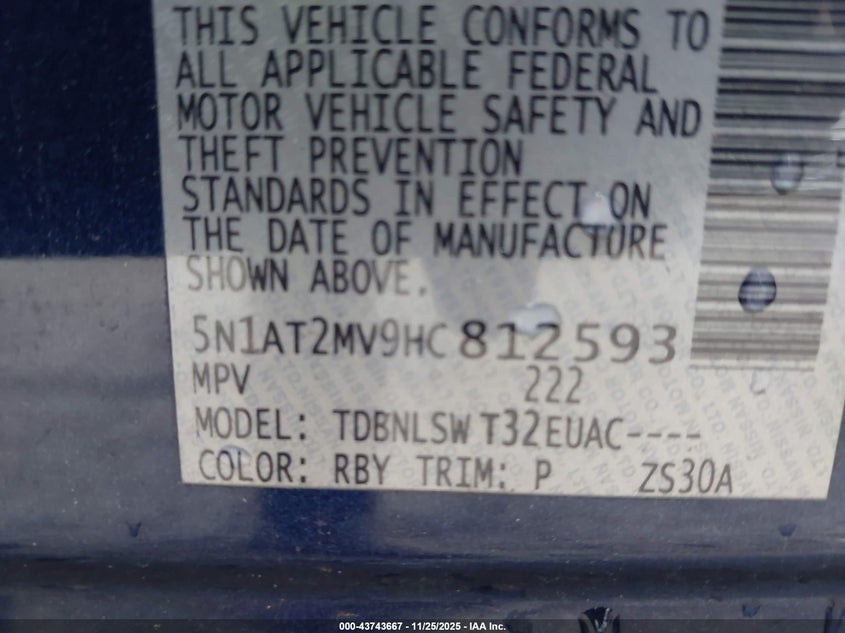 THIS VEHICLE CONFORMS TO
ALL APPLICABLE FEDERAL
MOTOR VEHICLE SAFETY AND
THEFT PREVENTION
STANDARDS IN EFFECT ON
THE DATE OF MANUFACTURE
SHOWN ABOVE.
5N1AT2MV9HC812593
MPV 222
MODEL: TDBNLSW T32EUAC----
COLOR: RBY TRIM: P ZS30A
000-43743667 - 11/25/2025 - IAA Inc.